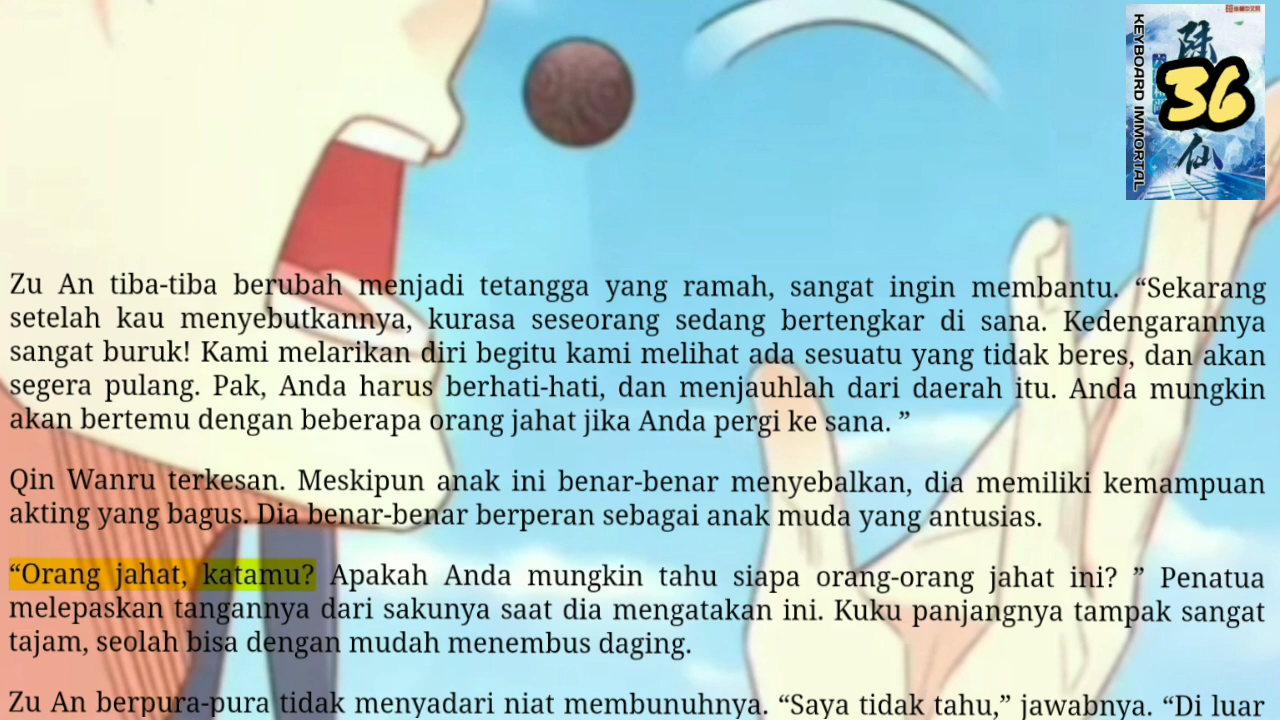 KEYBOARD IMMORTAL
36
Zu An tiba-tiba berubah menjadi tetangga yang ramah, sangat ingin membantu. “Sekarang
setelah kau menyebutkannya, kurasa seseorang sedang bertengkar di sana. Kedengarannya
sangat buruk! Kami melarikan diri begitu kami melihat ada sesuatu yang tidak beres, dan akan
segera pulang. Pak, Anda harus berhati-hati, dan menjauhlah dari daerah itu. Anda mungkin
akan bertemu dengan beberapa orang jahat jika Anda pergi ke sana. ”
Qin Wanru terkesan. Meskipun anak ini benar-benar menyebalkan, dia memiliki kemampuan
akting yang bagus. Dia benar-benar berperan sebagai anak muda yang antusias.
“Orang jahat, katamu? Apakah Anda mungkin tahu siapa orang-orang jahat ini? ” Penatua
melepaskan tangannya dari sakunya saat dia mengatakan ini. Kuku panjangnya tampak sangat
tajam, seolah bisa dengan mudah menembus daging.
Zu An berpura-pura tidak menyadari niat membunuhnya. “Saya tidak tahu,” jawabnya. “Di luar